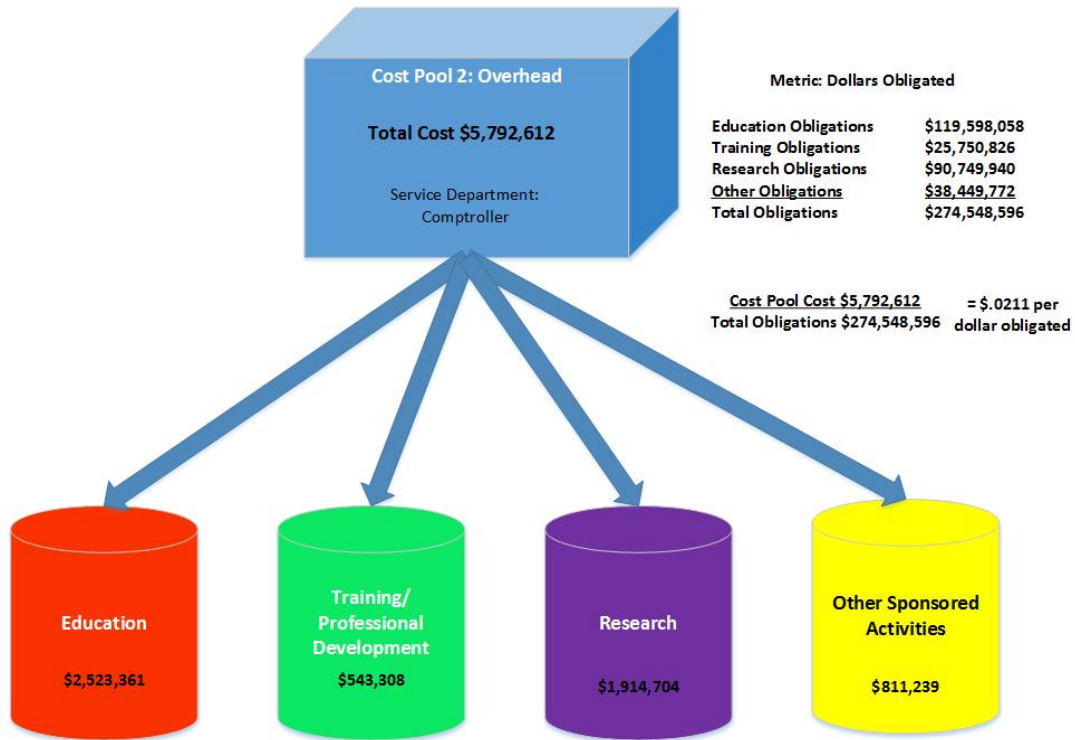 Cost Pool 2: Overhead
Total Cost $5,792,612
Service Department:
Comptroller
Metric: Dollars Obligated
Education Obligations $119,598,058
Training Obligations $25,750,826
Research Obligations $90,749,940
Other Obligations $38,449,772
Total Obligations $274,548,596
Cost Pool Cost $5,792,612 = $.0211 per
Total Obligations $274,548,596 dollar obligated
Education
$2,523,361
Training/
Professional
Development
$543,308
Research
$1,914,704
Other Sponsored
Activities
$811,239